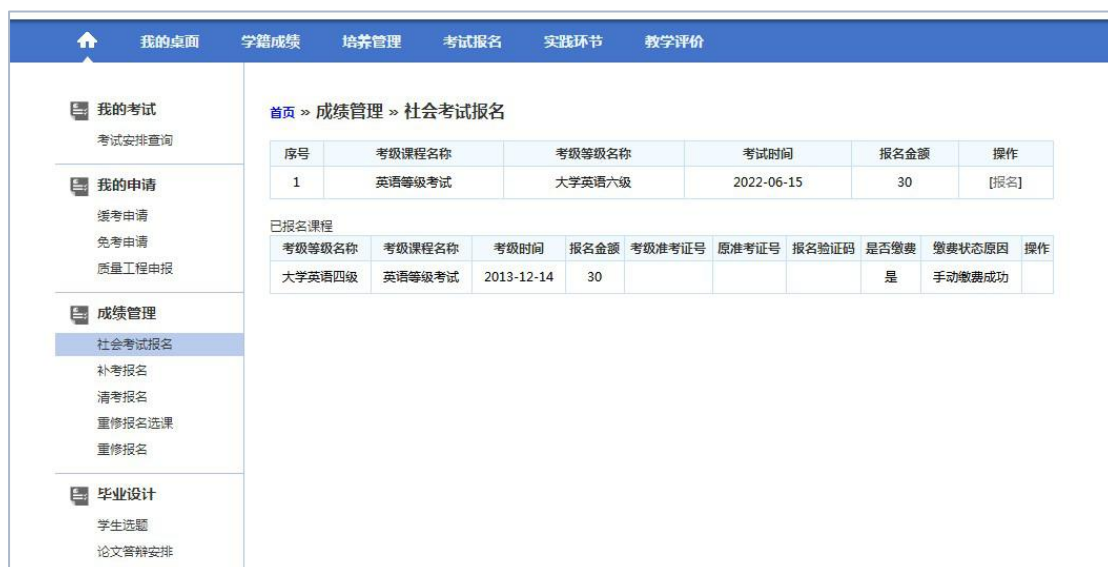 我的桌面 学籍成绩 培养管理 考试报名 实践环节 教学评价
我的考试
考试安排查询
我的申请
缓考申请
免考申请
质量工程申报
成绩管理
社会考试报名
补考报名
清考报名
重修报名选课
重修报名
毕业设计
学生选题
论文答辩安排
首页 » 成绩管理 » 社会考试报名
序号 考级课程名称 考级等级名称 考试时间 报名金额 操作
1 英语等级考试 大学英语六级 2022-06-15 30 [报名]
已报名课程
考级等级名称 考级课程名称 考级时间 报名金额 考级准考证号 原准考证号 报名验证码 是否缴费 缴费状态原因 操作
大学英语四级 英语等级考试 2013-12-14 30 是 手动缴费成功